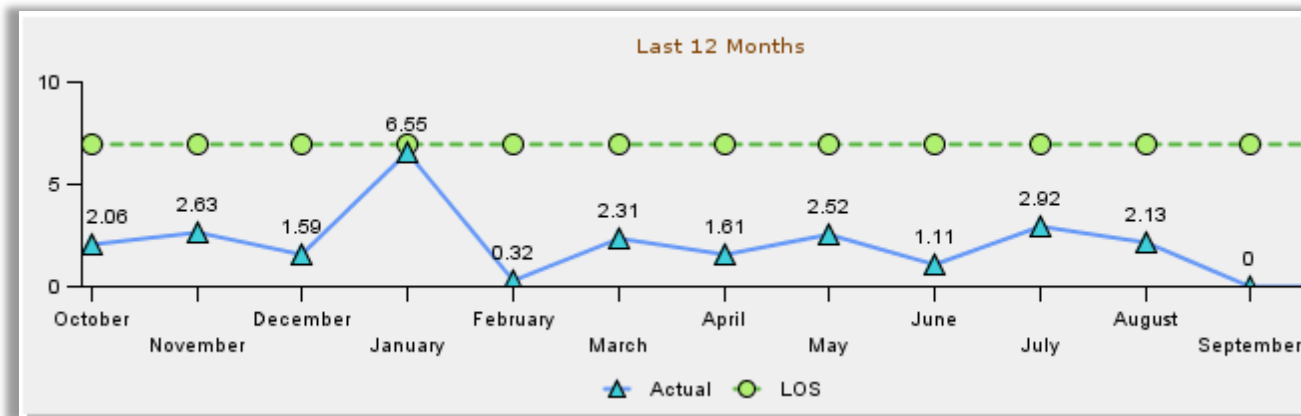 Last 12 Months
10
6.55
5
2.06
2.63
1.59
0.32
2.31
1.61
2.52
1.11
2.92
2.13
0
0
October
December
February
April
June
August
November
January
March
May
July
September
Actual
LOS